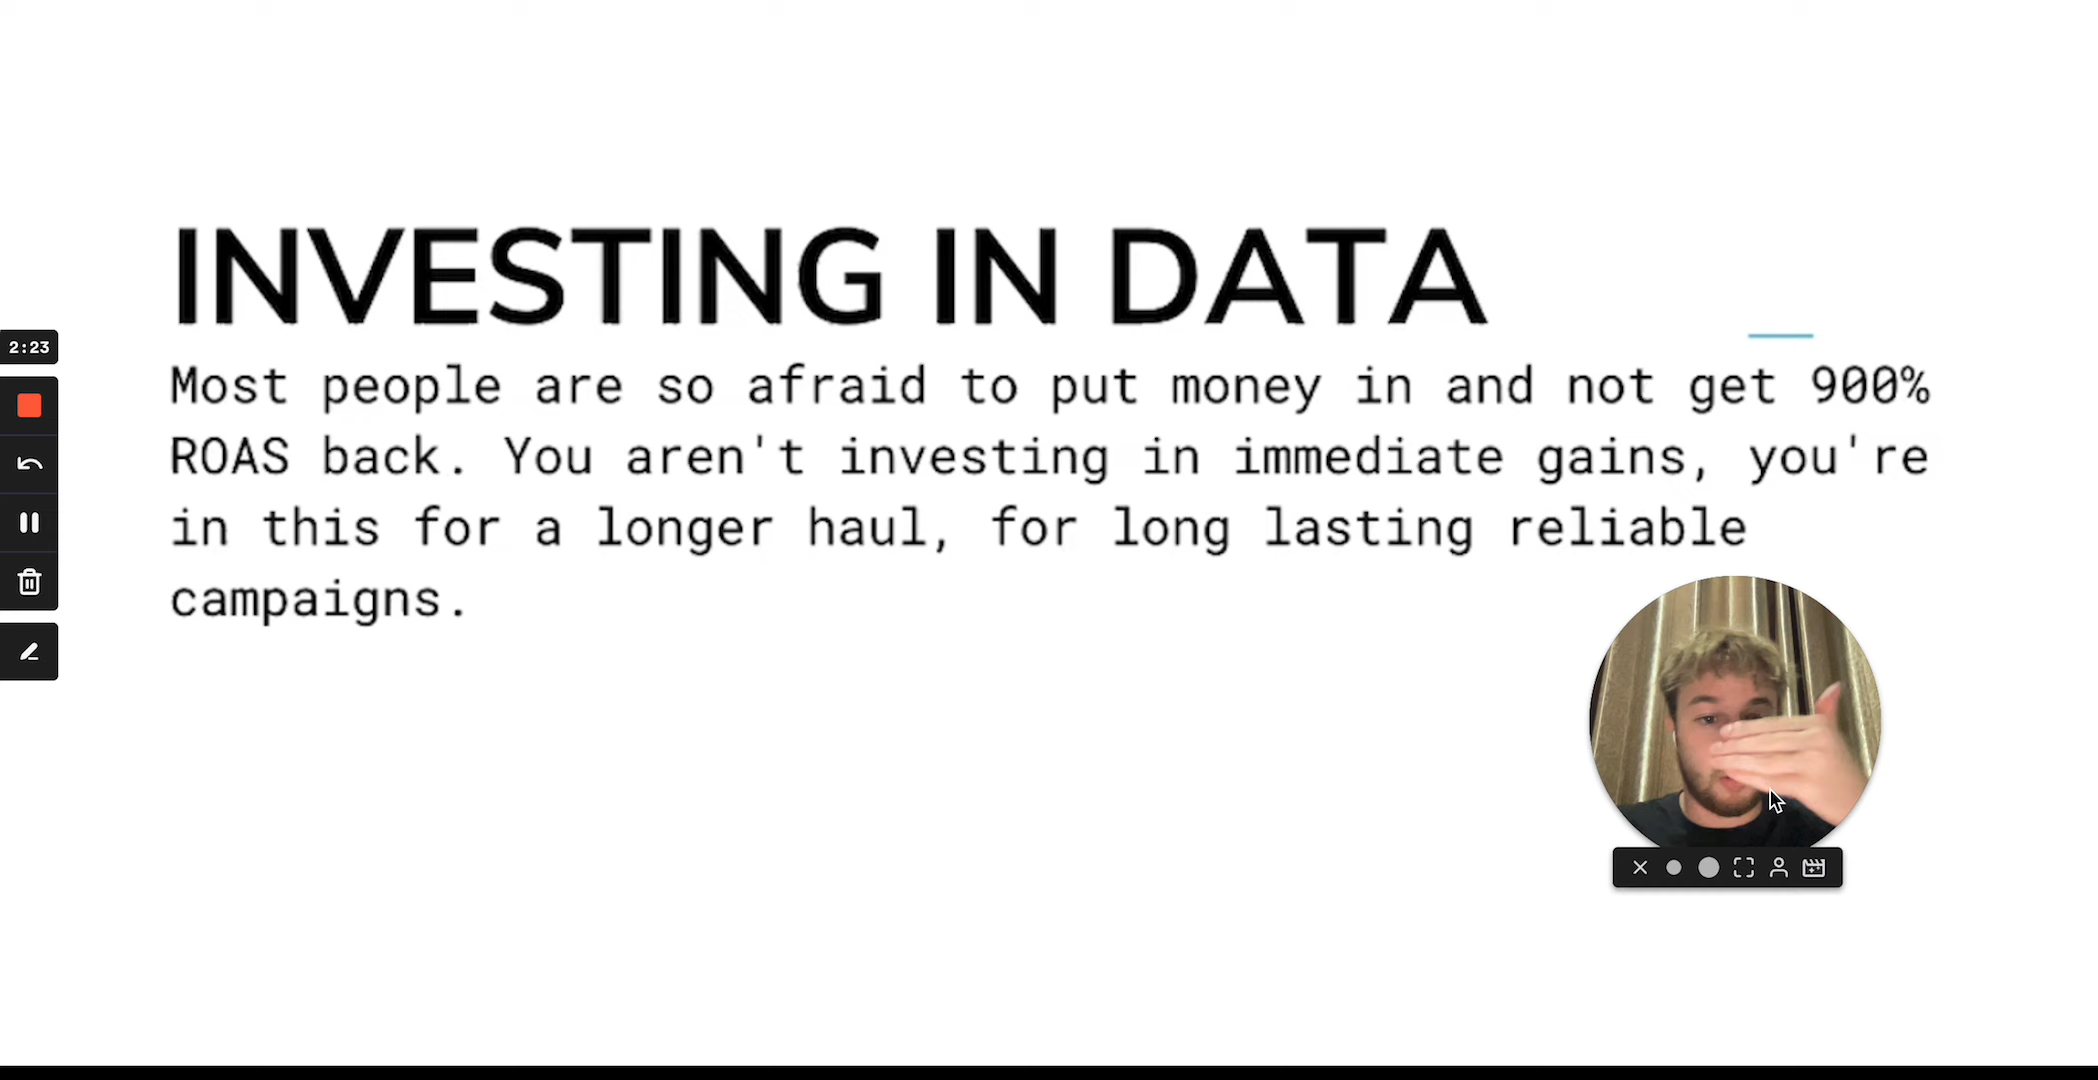 INVESTING IN DATA
Most people are so afraid to put money in and not get 900%
ROAS back. You aren't investing in immediate gains, you're
in this for a longer haul, for long lasting reliable
campaigns.
2:23